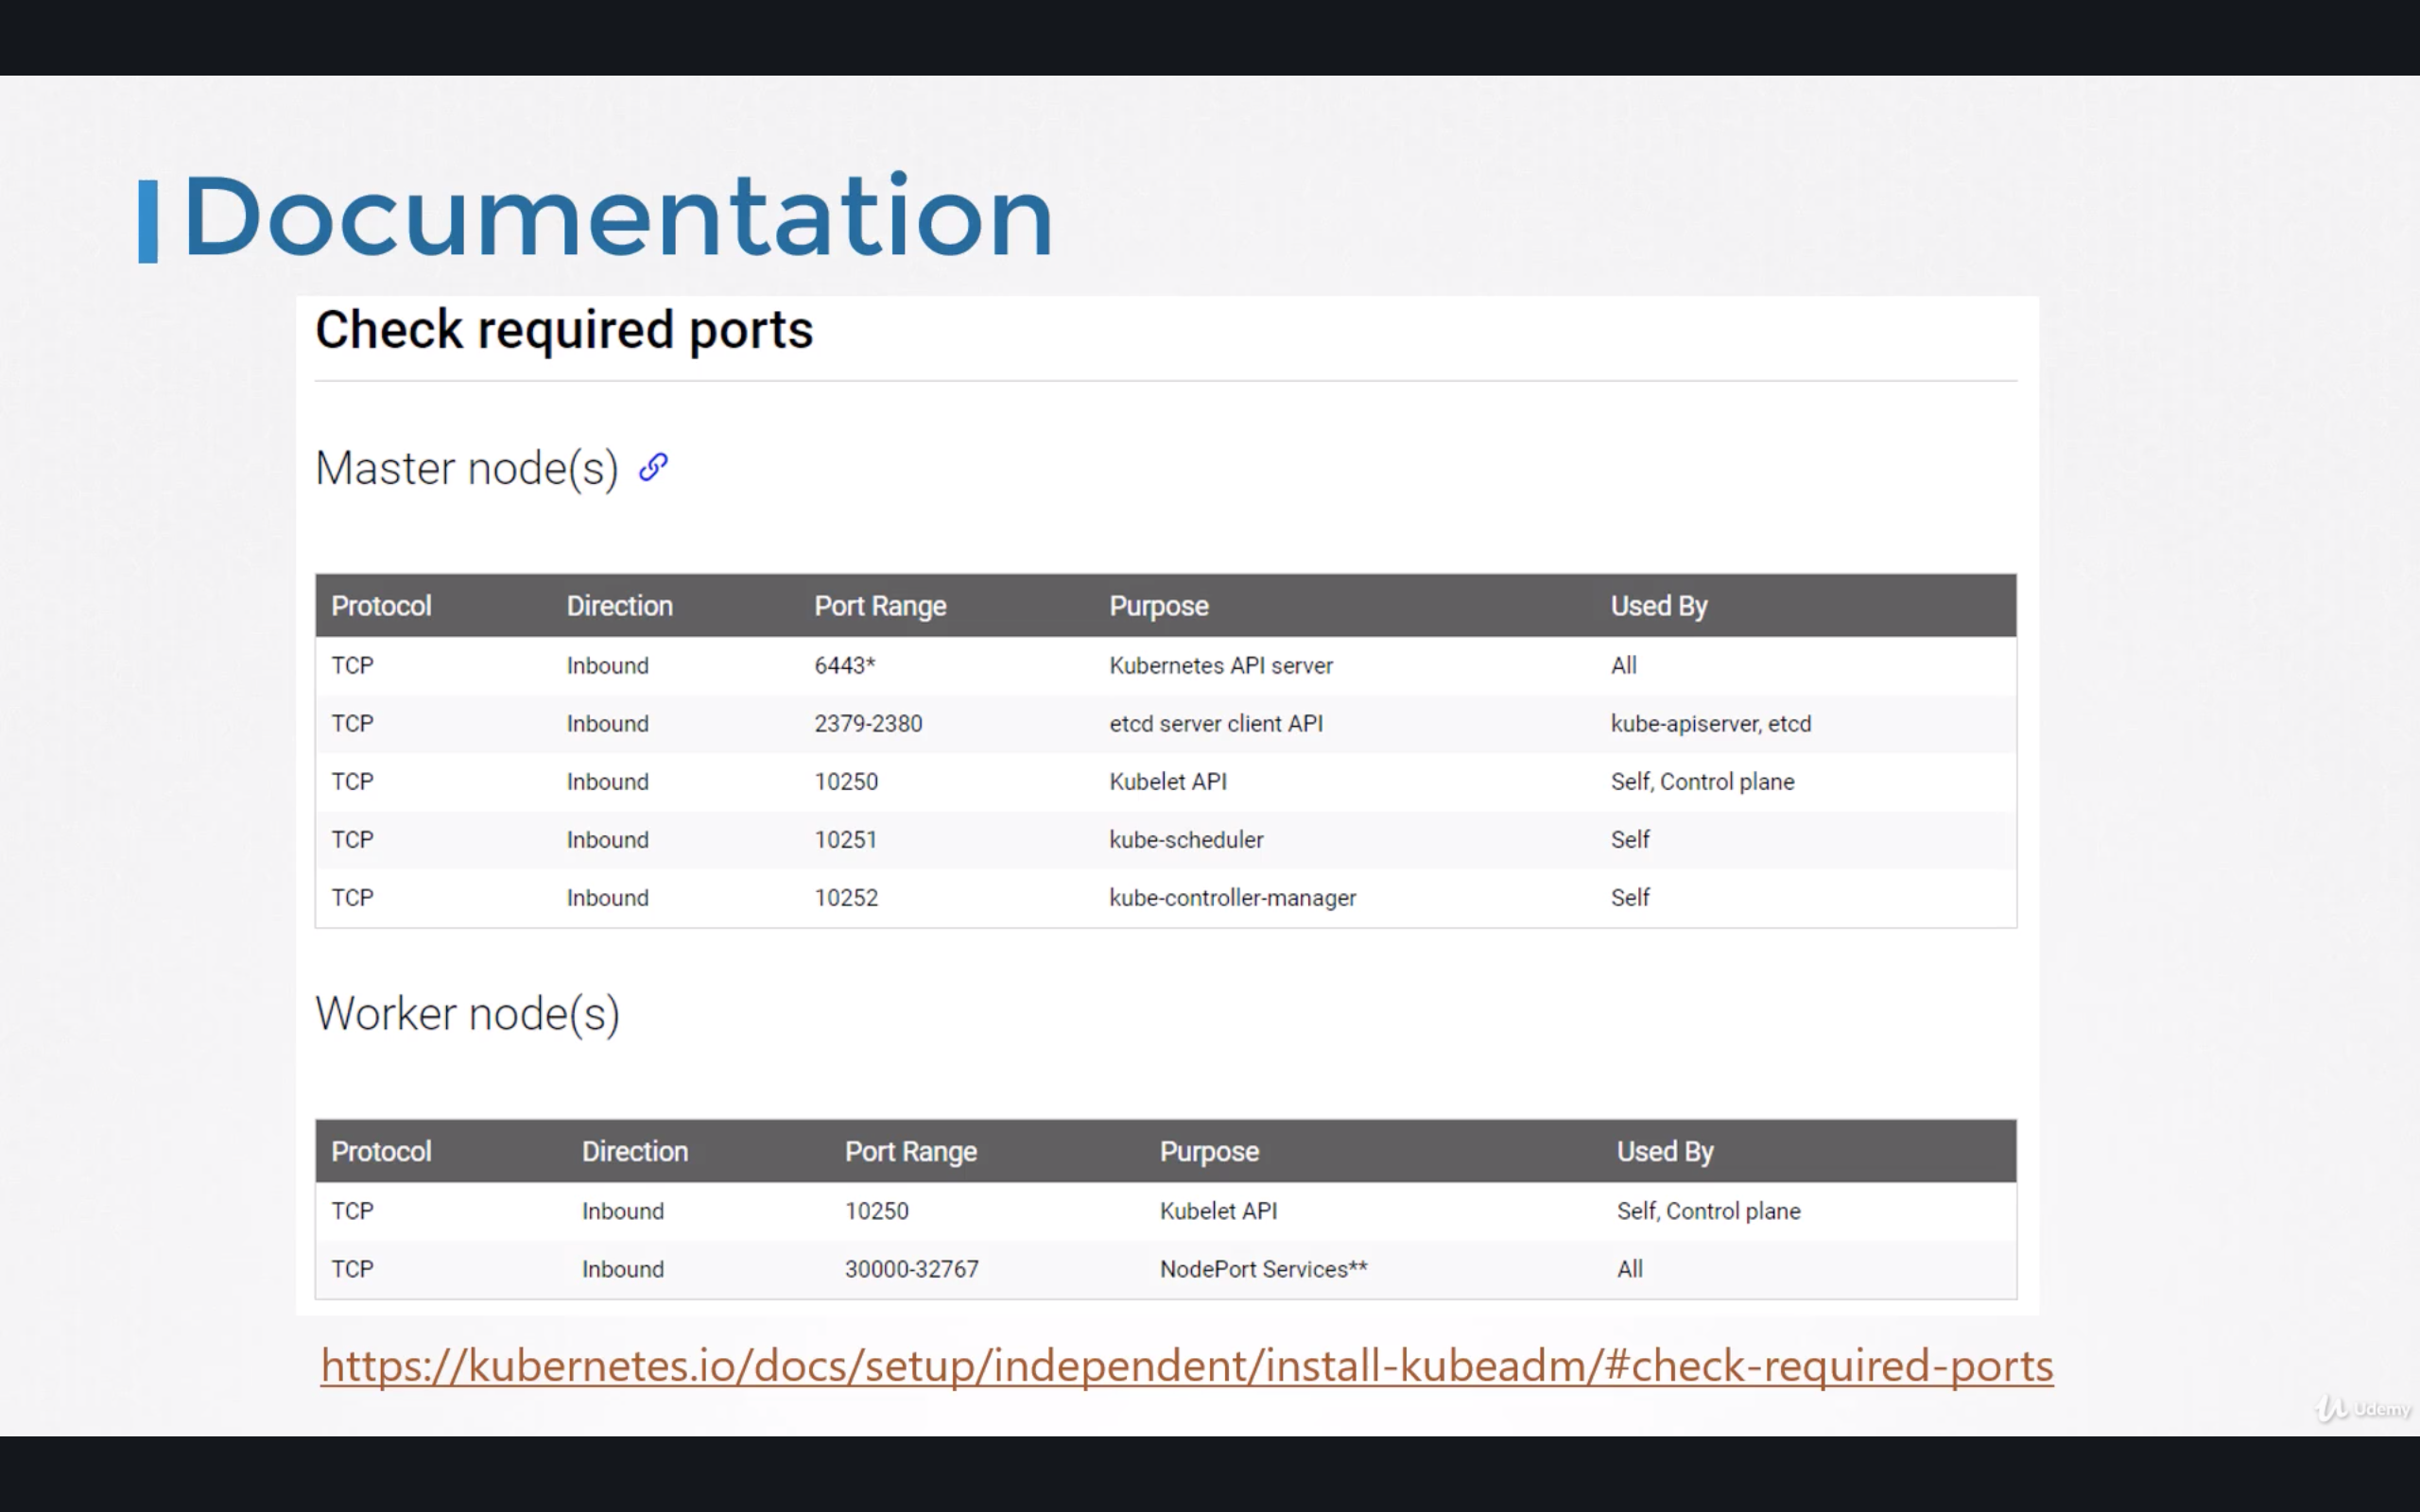 Documentation
Check required ports
Master node(s)
Protocol Direction Port Range Purpose Used By
TCP Inbound 6443* Kubernetes API server All
TCP Inbound 2379-2380 etcd server client API kube-apiserver, etcd
TCP Inbound 10250 Kubelet API Self, Control plane
TCP Inbound 10251 kube-scheduler Self
TCP Inbound 10252 kube-controller-manager Self
Worker node(s)
Protocol Direction Port Range Purpose Used By
TCP Inbound 10250 Kubelet API Self, Control plane
TCP Inbound 30000-32767 NodePort Services** All
https://kubernetes.io/docs/setup/independent/install-kubeadm/#check-required-ports
Udemy